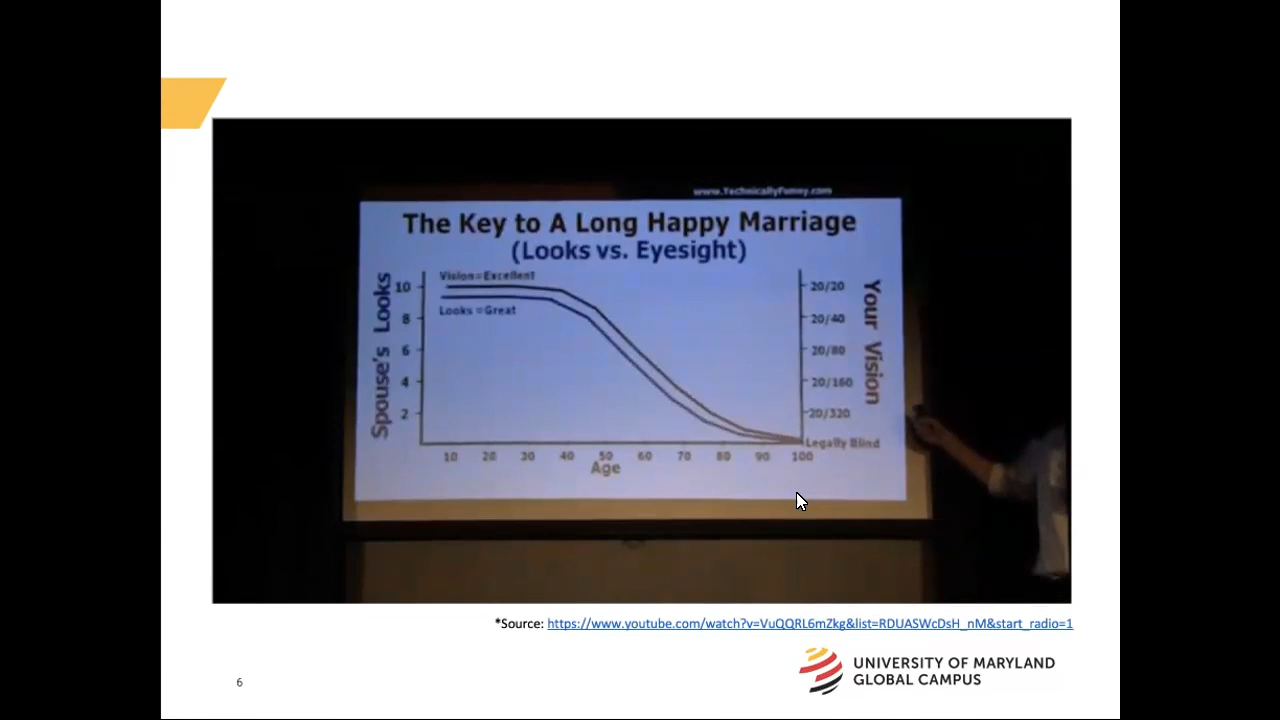 www.TechnicallyFunny.com
The Key to A Long Happy Marriage
(Looks vs. Eyesight)
Spouse's Looks
Vision=Excellent
Looks =Great
10
8
6
4
2
10 20 30 40 50 60 70 80 90 100
Age
20/20
20/40
20/80
20/160
20/320
Legally Blind
Your Vision
*Source: https://www.youtube.com/watch?v=VuQQRL6mZkg&list=RDUASWcDsH_nM&start_radio=1
6
UNIVERSITY OF MARYLAND
GLOBAL CAMPUS